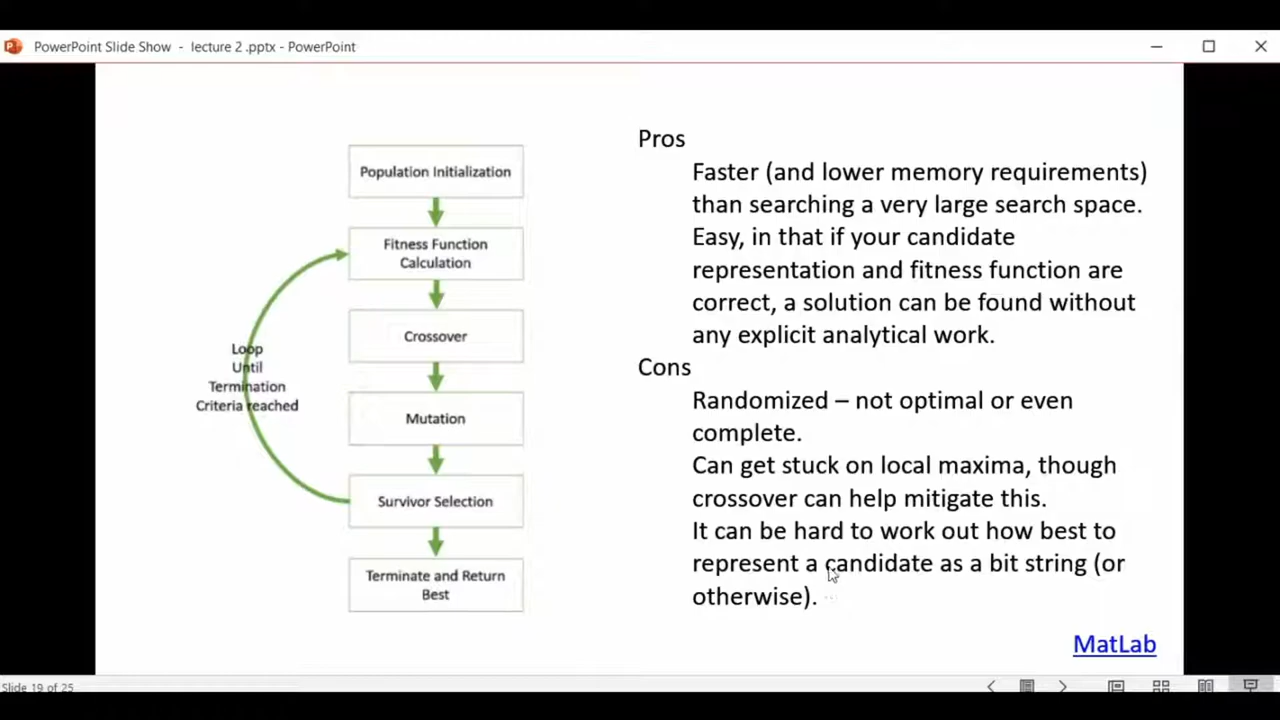 PowerPoint Slide Show - lecture 2 .pptx - PowerPoint
Population Initialization
Fitness Function
Calculation
Crossover
Mutation
Survivor Selection
Terminate and Return
Best
Loop
Until
Termination
Criteria reached
Pros
Faster (and lower memory requirements)
than searching a very large search space.
Easy, in that if your candidate
representation and fitness function are
correct, a solution can be found without
any explicit analytical work.
Cons
Randomized – not optimal or even
complete.
Can get stuck on local maxima, though
crossover can help mitigate this.
It can be hard to work out how best to
represent a candidate as a bit string (or
otherwise).
MatLab
Slide 19 of 25